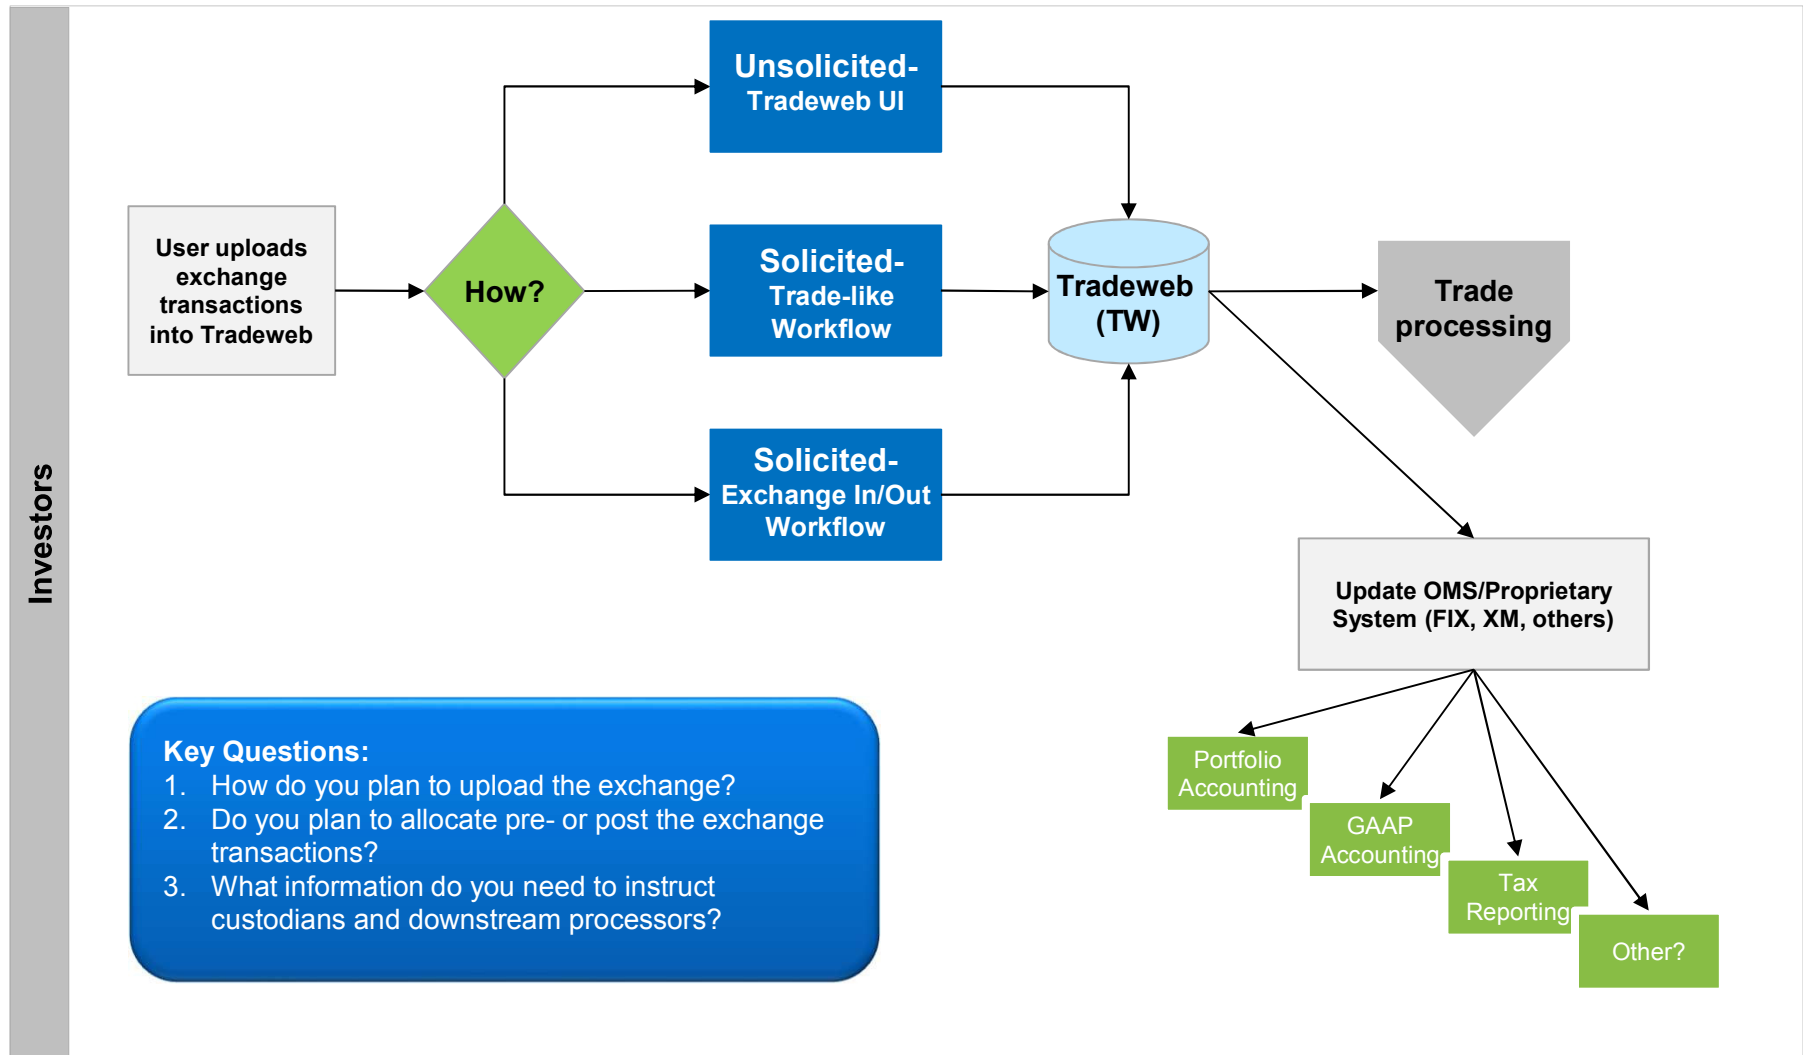 Investors
User uploads
exchange
transactions
into Tradeweb
How?
Unsolicited-
Tradeweb UI
Solicited-
Trade-like
Workflow
Solicited-
Exchange In/Out
Workflow
Tradeweb
(TW)
Trade
processing
Update OMS/Proprietary
System (FIX, XM, others)
Portfolio
Accounting
GAAP
Accounting
Tax
Reporting
Other?
Key Questions:
1. How do you plan to upload the exchange?
2. Do you plan to allocate pre- or post the exchange
transactions?
3. What information do you need to instruct
custodians and downstream processors?